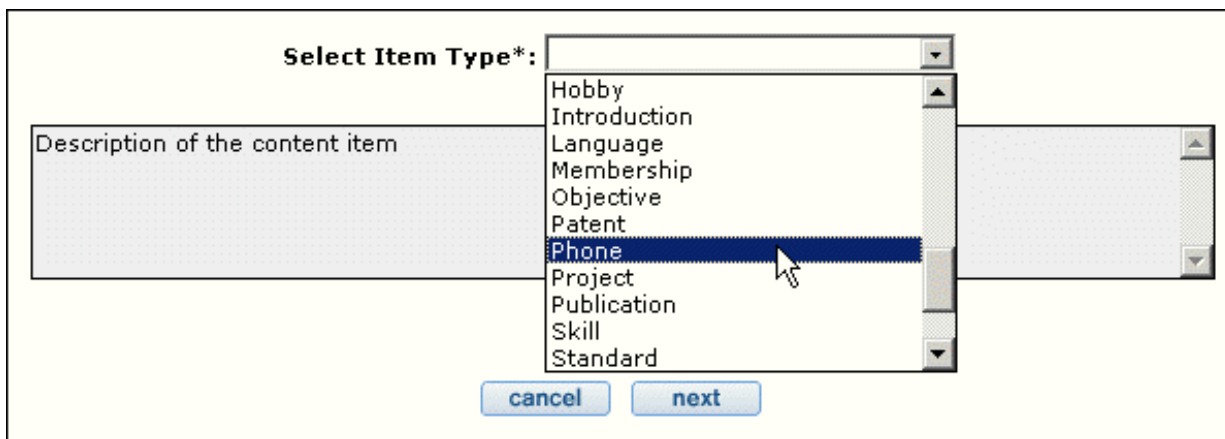 Select Item Type*:
Hobby
Introduction
Description of the content item
Language
Membership
Objective
Patent
Phone
Project
Publication
Skill
Standard
cancel next